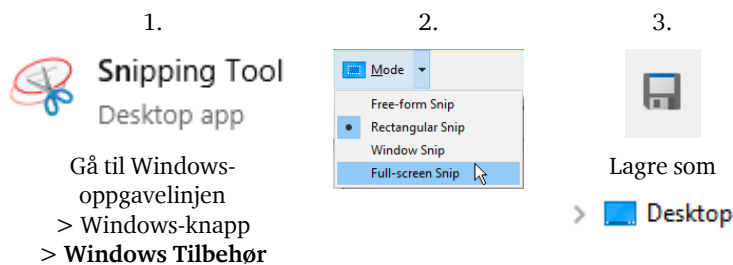 1.
Snipping Tool
Desktop app
Gå til Windows-
oppgavelinjen
> Windows-knapp
> Windows Tilbehør
2.
Mode
Free-form Snip
Rectangular Snip
Window Snip
Full-screen Snip
3.
Lagre som
> Desktop